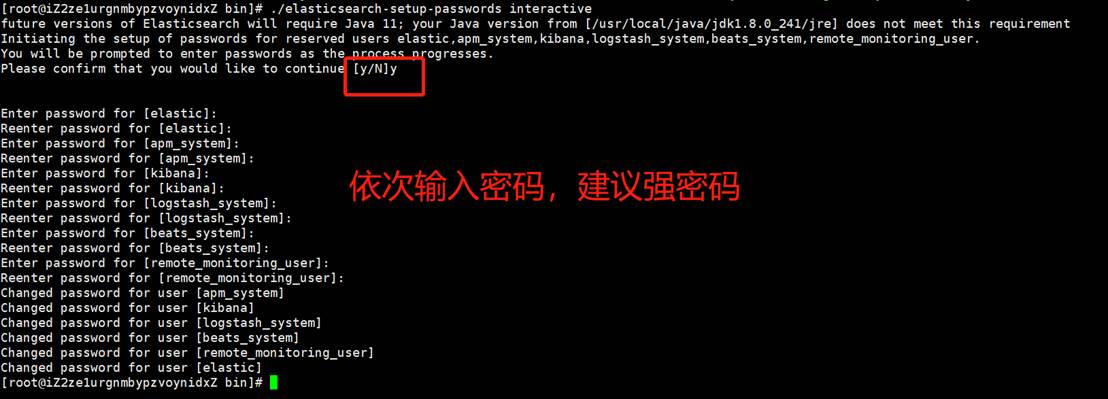 [root@iZ2ze1urgnmbypzvoynidxZ bin]# ./elasticsearch-setup-passwords interactive
future versions of Elasticsearch will require Java 11; your Java version from [/usr/local/java/jdk1.8.0_241/jre] does not meet this requirement
Initiating the setup of passwords for reserved users elastic,apm_system,kibana,logstash_system,beats_system,remote_monitoring_user.
You will be prompted to enter passwords as the process progresses.
Please confirm that you would like to continue [y/N]y
Enter password for [elastic]:
Reenter password for [elastic]:
Enter password for [apm_system]:
Reenter password for [apm_system]:
Enter password for [kibana]:
Reenter password for [kibana]:
依次输入密码，建议强密码
Enter password for [logstash_system]:
Reenter password for [logstash_system]:
Enter password for [beats_system]:
Reenter password for [beats_system]:
Enter password for [remote_monitoring_user]:
Reenter password for [remote_monitoring_user]:
Changed password for user [apm_system]
Changed password for user [kibana]
Changed password for user [logstash_system]
Changed password for user [beats_system]
Changed password for user [remote_monitoring_user]
Changed password for user [elastic]
[root@iZ2ze1urgnmbypzvoynidxZ bin]#